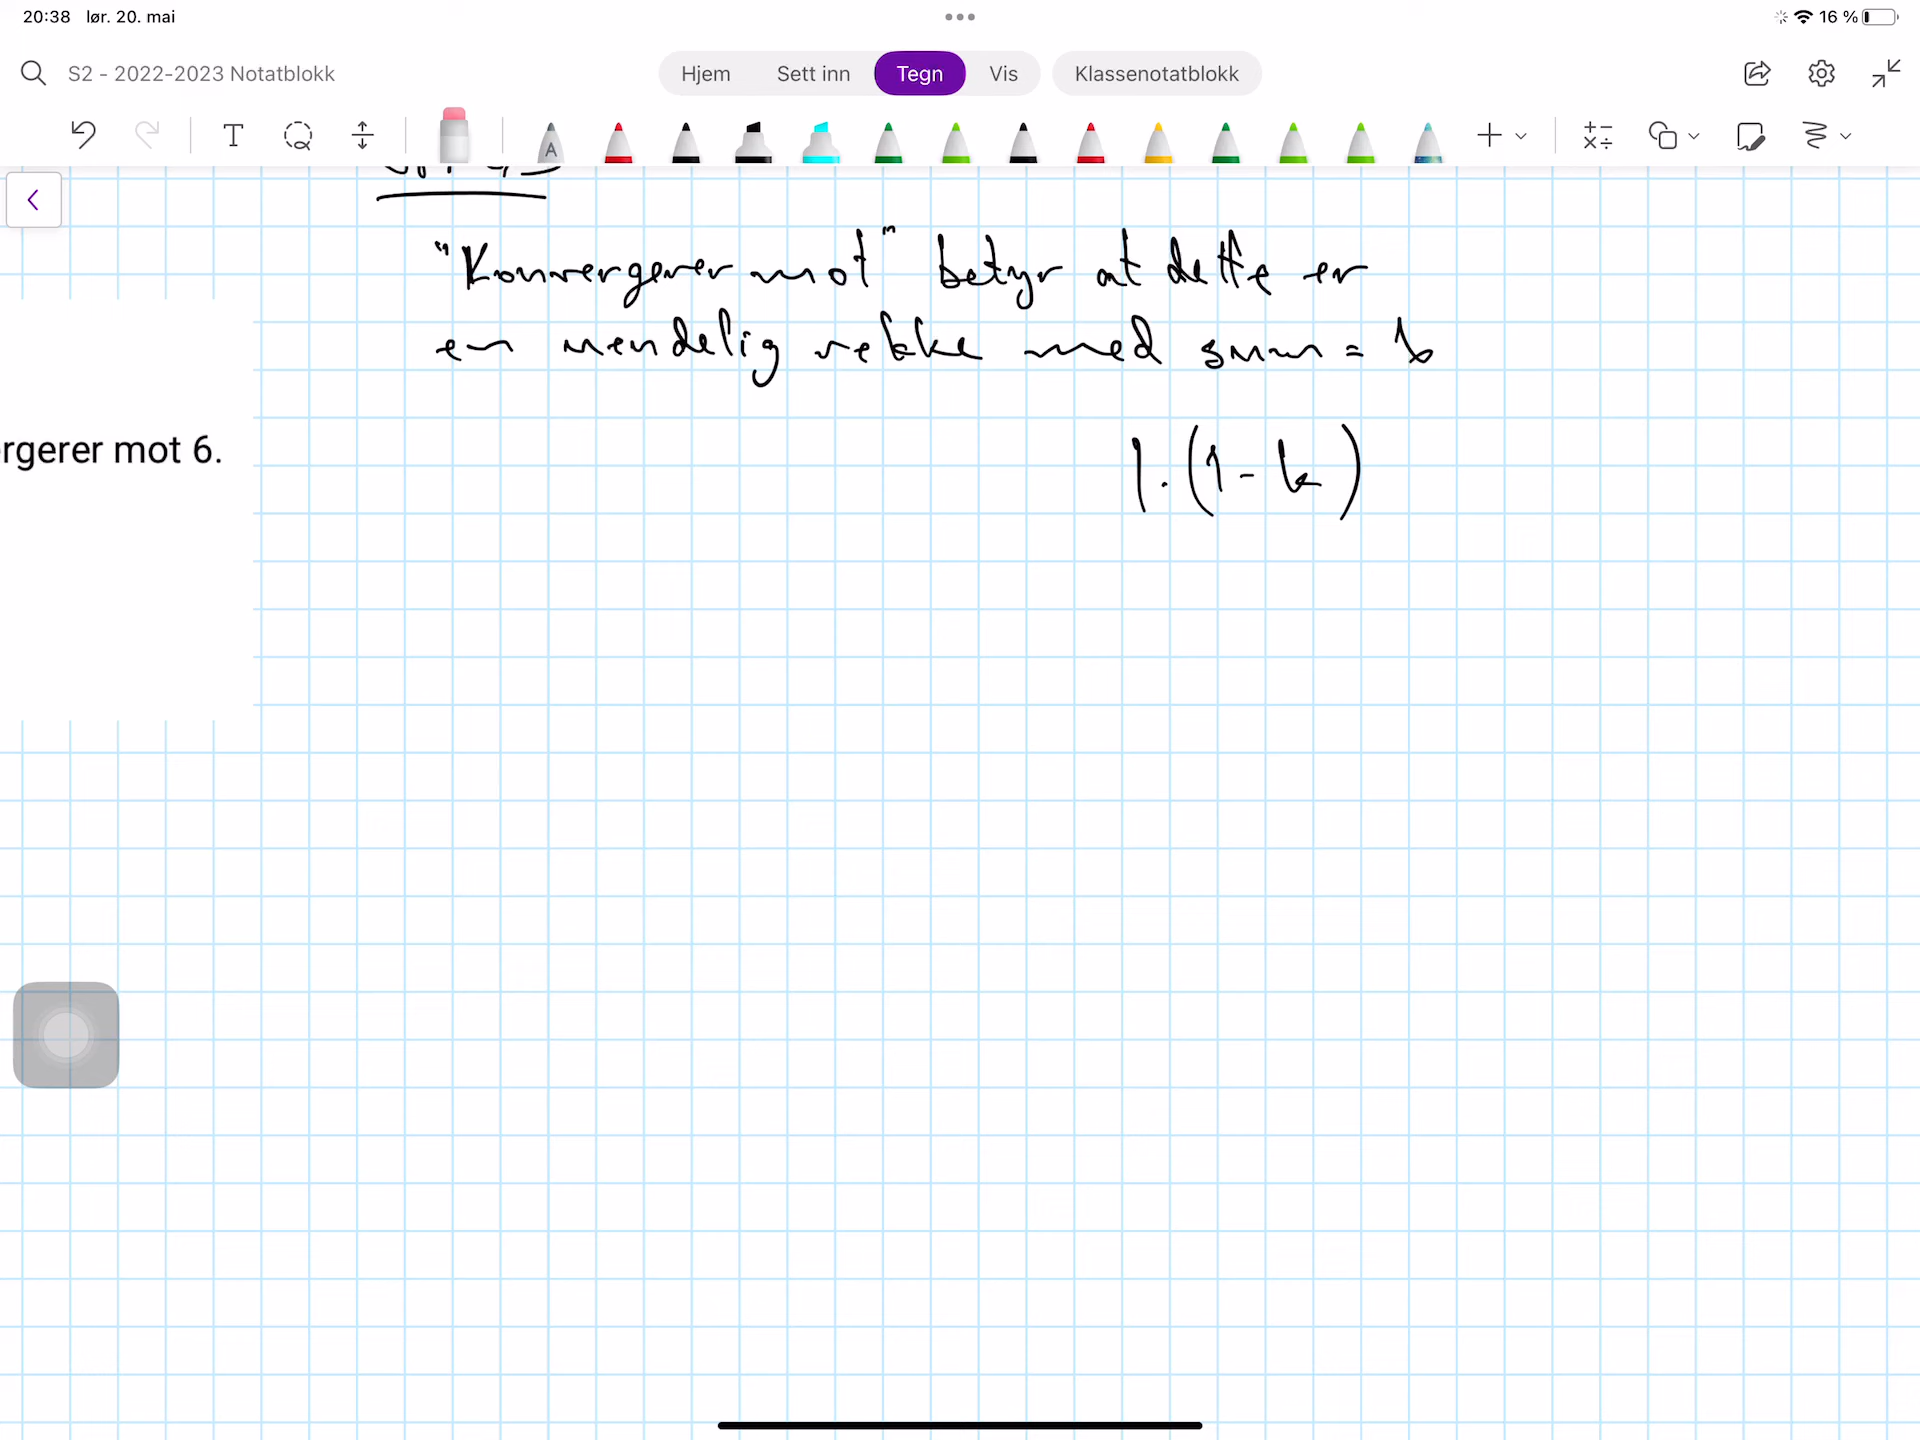 20:38 lør. 20. mai
16 %
S2 - 2022-2023 Notatblokk
Hjem Sett inn Tegn Vis Klassenotatblokk
T
A
"Konvergerer mot" betyr at dette er
en uendelig rekke med sum = 6
rgerer mot 6.
| · (1 - k)